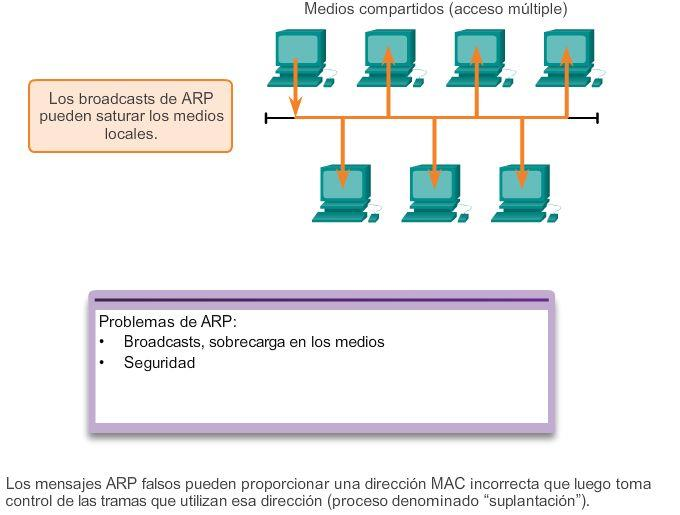 Medios compartidos (acceso múltiple)
Los broadcasts de ARP
pueden saturar los medios
locales.
Problemas de ARP:
• Broadcasts, sobrecarga en los medios
• Seguridad
Los mensajes ARP falsos pueden proporcionar una dirección MAC incorrecta que luego toma
control de las tramas que utilizan esa dirección (proceso denominado “suplantación”).